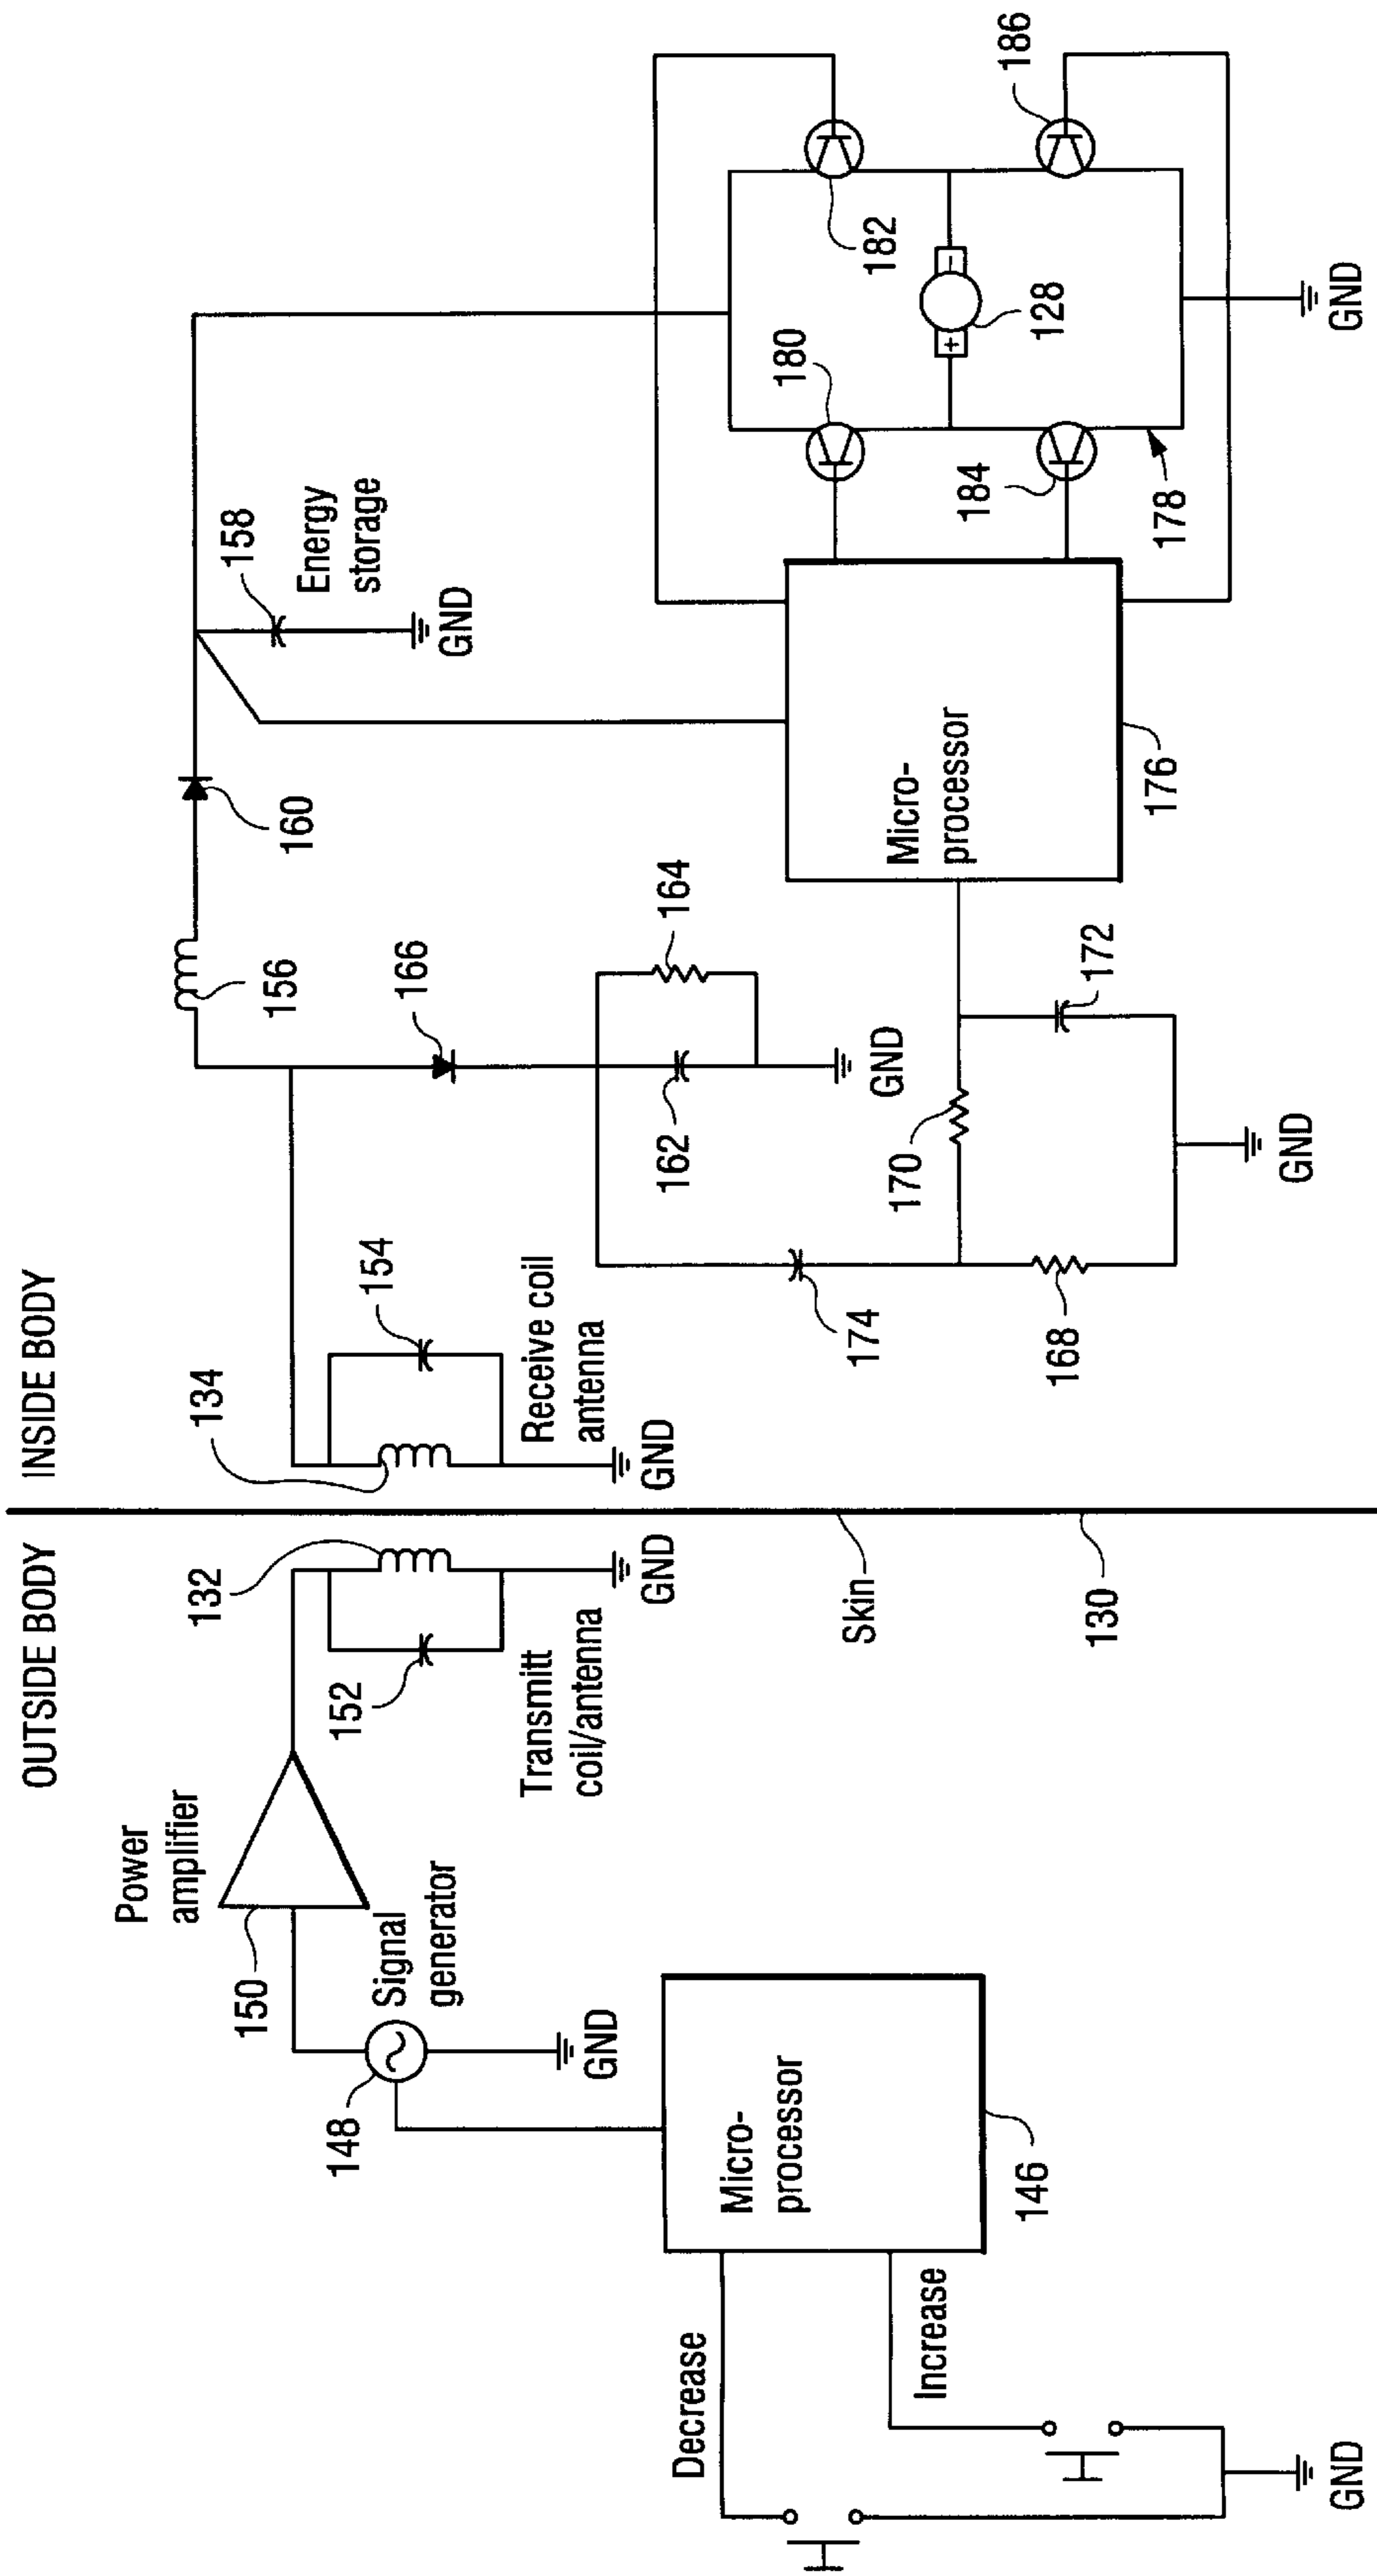 OUTSIDE BODY
INSIDE BODY
Power
amplifier
150
Signal
generator
148
GND
132
152
Transmitt
coil/antenna
GND
Micro-
processor
146
Decrease
Increase
GND
Skin
130
134
154
Receive coil
antenna
GND
156
160
158
Energy
storage
GND
166
164
162
GND
174
170
172
168
GND
Micro-
processor
176
180
182
+
-
128
184
186
178
GND